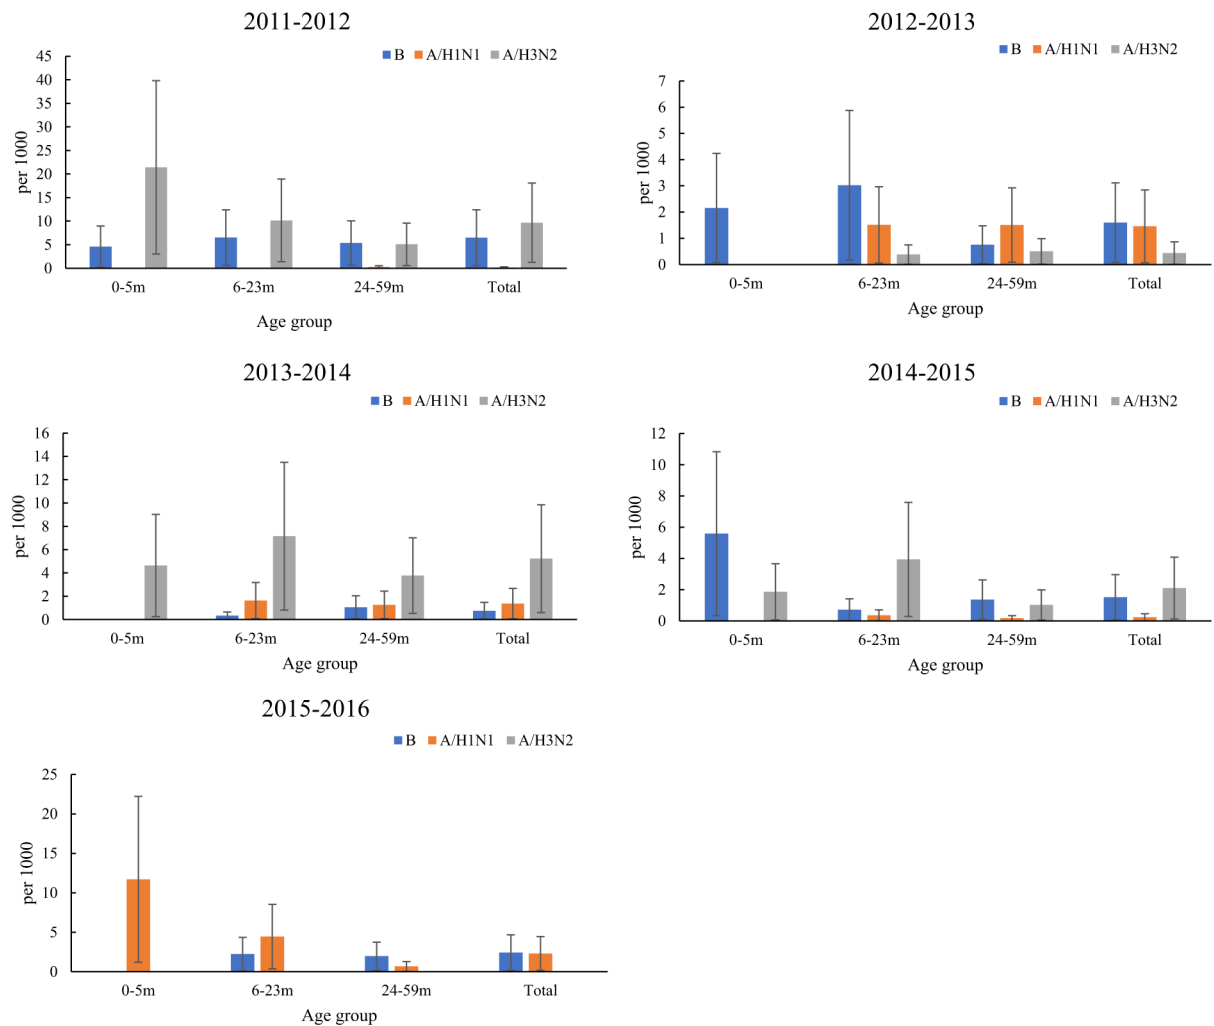 2011-2012
B A/H1N1 A/H3N2
45
40
35
30
25
20
15
10
5
0
per 1000
0-5m 6-23m 24-59m Total
Age group
2012-2013
B A/H1N1 A/H3N2
7
6
5
4
3
2
1
0
per 1000
0-5m 6-23m 24-59m Total
Age group
2013-2014
B A/H1N1 A/H3N2
16
14
12
10
8
6
4
2
0
per 1000
0-5m 6-23m 24-59m Total
Age group
2014-2015
B A/H1N1 A/H3N2
12
10
8
6
4
2
0
per 1000
0-5m 6-23m 24-59m Total
Age group
2015-2016
B A/H1N1 A/H3N2
25
20
15
10
5
0
per 1000
0-5m 6-23m 24-59m Total
Age group